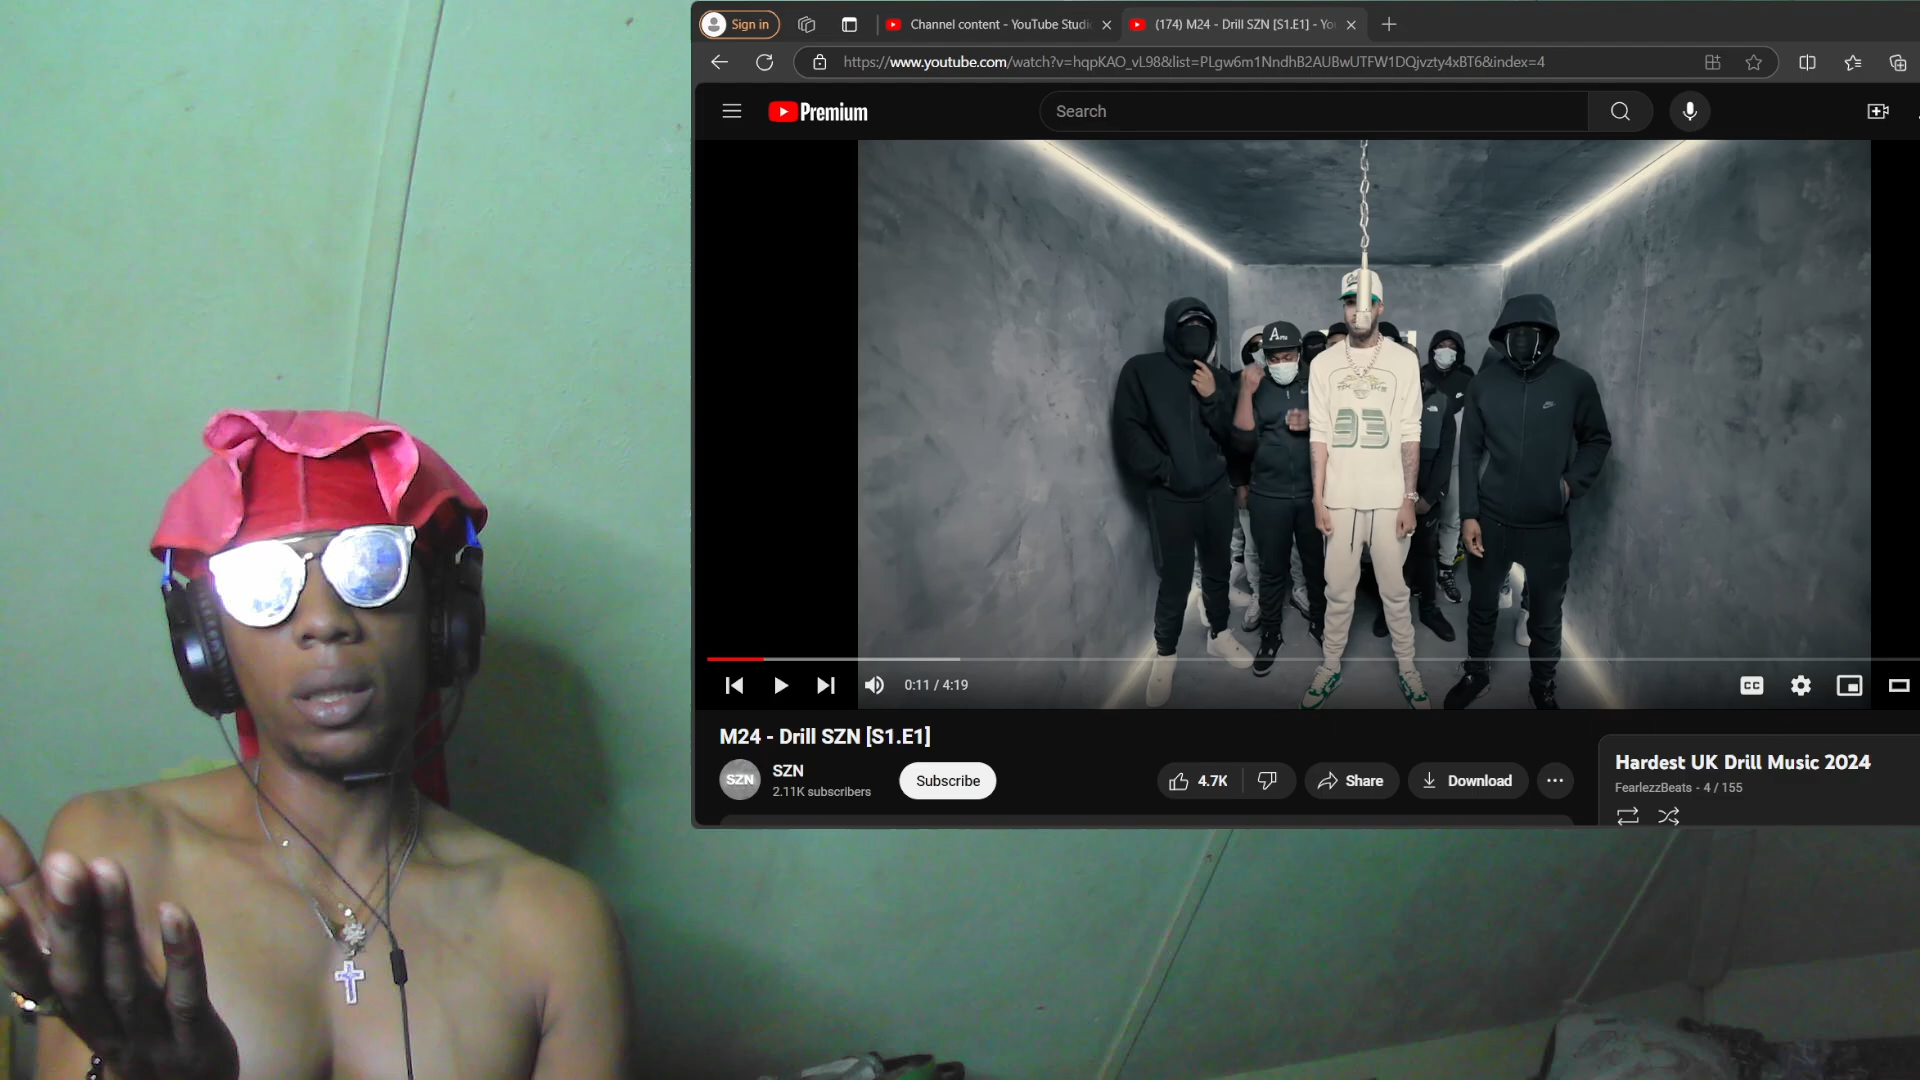 Sign in
Channel content - YouTube Studi
(174) M24 - Drill SZN [S1.E1] - Yo
https://www.youtube.com/watch?v=hqpKAO_vL98&list=PLgw6m1NndhB2AUBwUTFW1DQjvzty4xBT6&index=4
Premium
Search
A
93
0:11 / 4:19
CC
M24 - Drill SZN [S1.E1]
SZN
SZN
2.11K subscribers
Subscribe
4.7K
Share
Download
Hardest UK Drill Music 2024
FearlezzBeats - 4 / 155